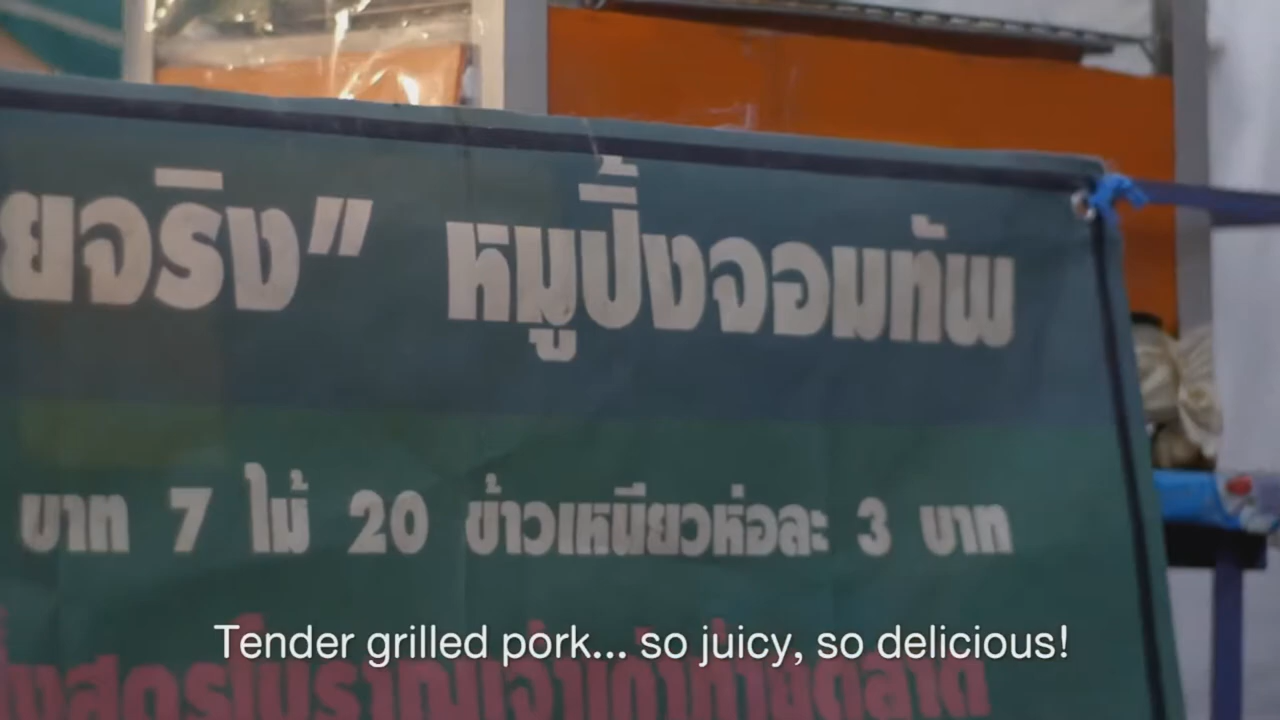 ยจริง” หมูปิ้งจอมทัพ
บาท 7 ไม้ 20 ข้าวเหนียวห่อละ 3 บาท
Tender grilled pork... so juicy, so delicious!